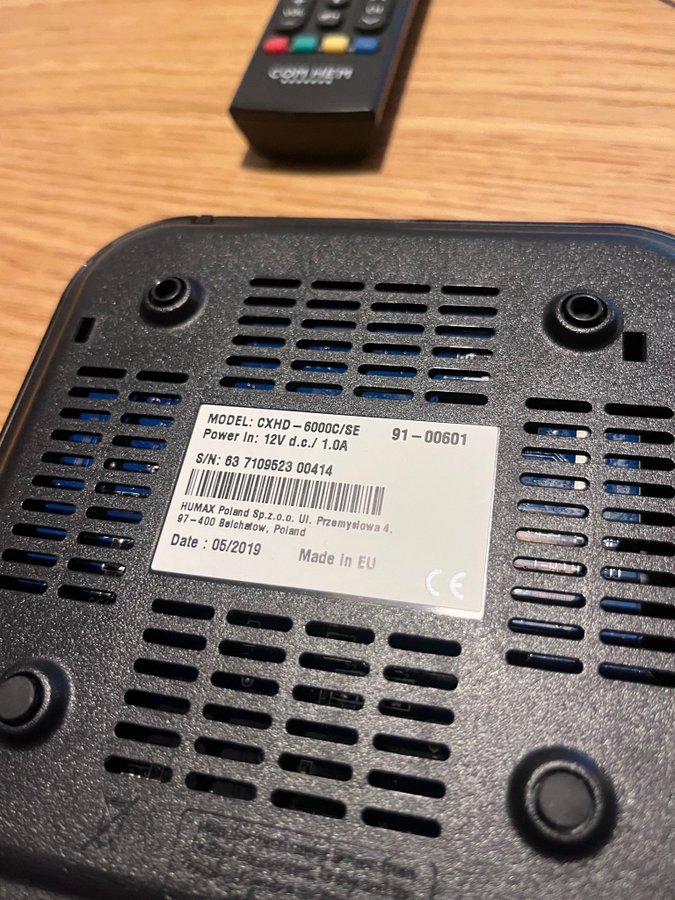 COM HEM
MODEL: CXHD-6000C/SE 91-00601
Power In: 12V d.c./ 1.0A
S/N: 63 7109523 00414
HUMAX Poland Sp.z.o.o. Ul. Przemyslowa 4,
97-400 Belchatow, Poland
Date : 05/2019 Made in EU
CE